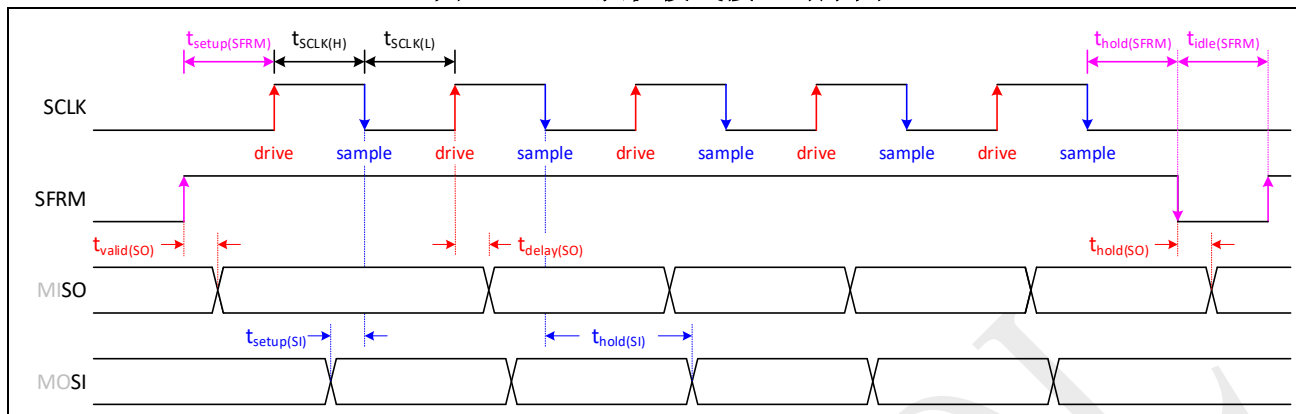 tsetup(SFRM) tSCLK(H) tSCLK(L) thold(SFRM) tidle(SFRM)
SCLK
drive sample drive sample drive sample drive sample drive sample
SFRM
tvalid(SO) tdelay(SO) thold(SO)
MISO
tsetup(SI) thold(SI)
MOSI